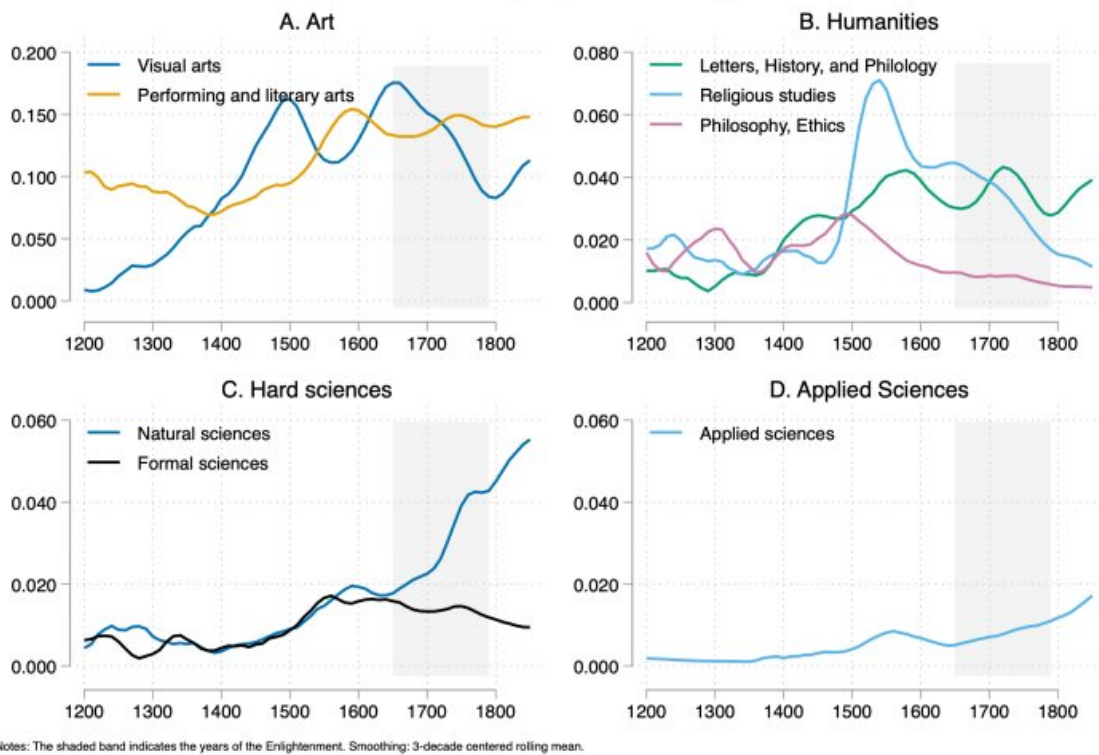 A. Art
0.200
Visual arts
Performing and literary arts
0.150
0.100
0.050
0.000
1200 1300 1400 1500 1600 1700 1800
B. Humanities
0.080
Letters, History, and Philology
Religious studies
0.060
Philosophy, Ethics
0.040
0.020
0.000
1200 1300 1400 1500 1600 1700 1800
C. Hard sciences
0.060
Natural sciences
Formal sciences
0.040
0.020
0.000
1200 1300 1400 1500 1600 1700 1800
D. Applied Sciences
0.060
Applied sciences
0.040
0.020
0.000
1200 1300 1400 1500 1600 1700 1800
Notes: The shaded band indicates the years of the Enlightenment. Smoothing: 3-decade centered rolling mean.